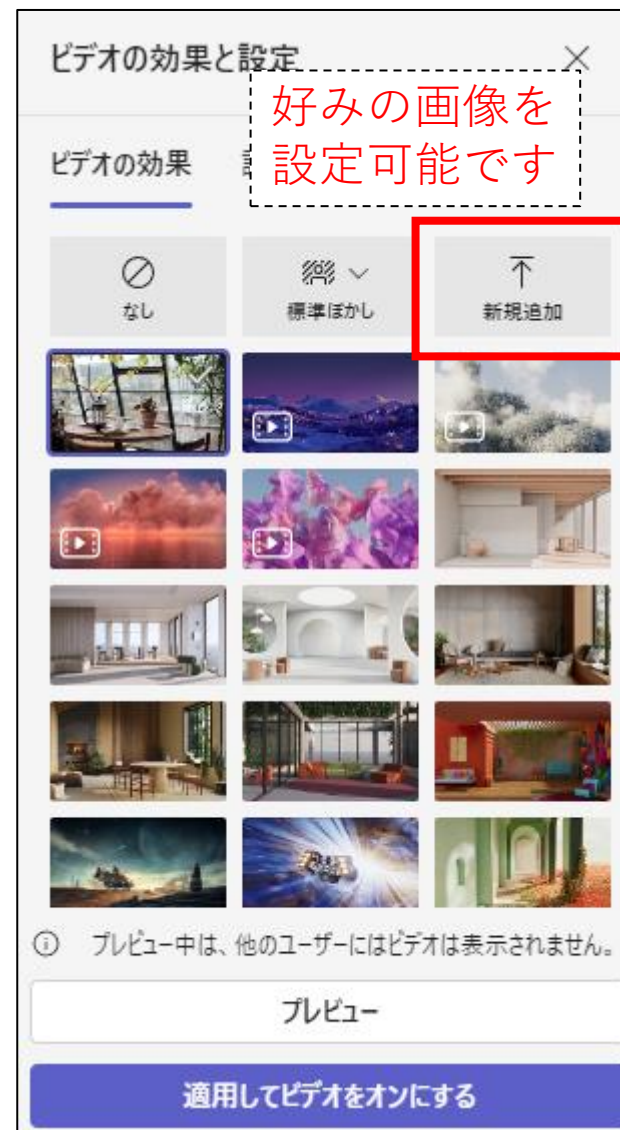 ビデオの効果と設定
好みの画像を
設定可能です
ビデオの効果
なし
標準ぼかし
新規追加
プレビュー中は、他のユーザーにはビデオは表示されません。
プレビュー
適用してビデオをオンにする